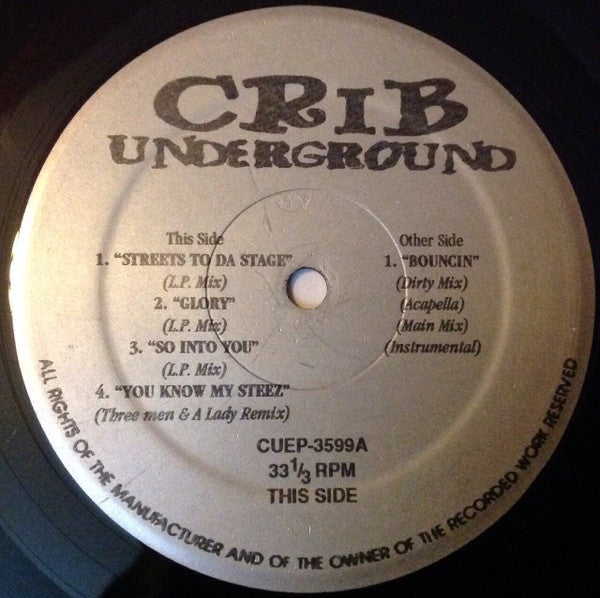 CRiB
UNDERGROUND
This Side
1. "STREETS TO DA STAGE"
(L.P. Mix)
2. "GLORY"
(L.P. Mix)
3. "SO INTO YOU"
(L.P. Mix)
4. "YOU KNOW MY STEEZ"
(Three men & A Lady Remix)
Other Side
1. "BOUNCIN"
(Dirty Mix)
(Acapella)
(Main Mix)
(Instrumental)
CUEP-3599A
33 1/3 RPM
THIS SIDE
ALL RIGHTS OF THE MANUFACTURER AND OF THE OWNER OF THE RECORDED WORK RESERVED